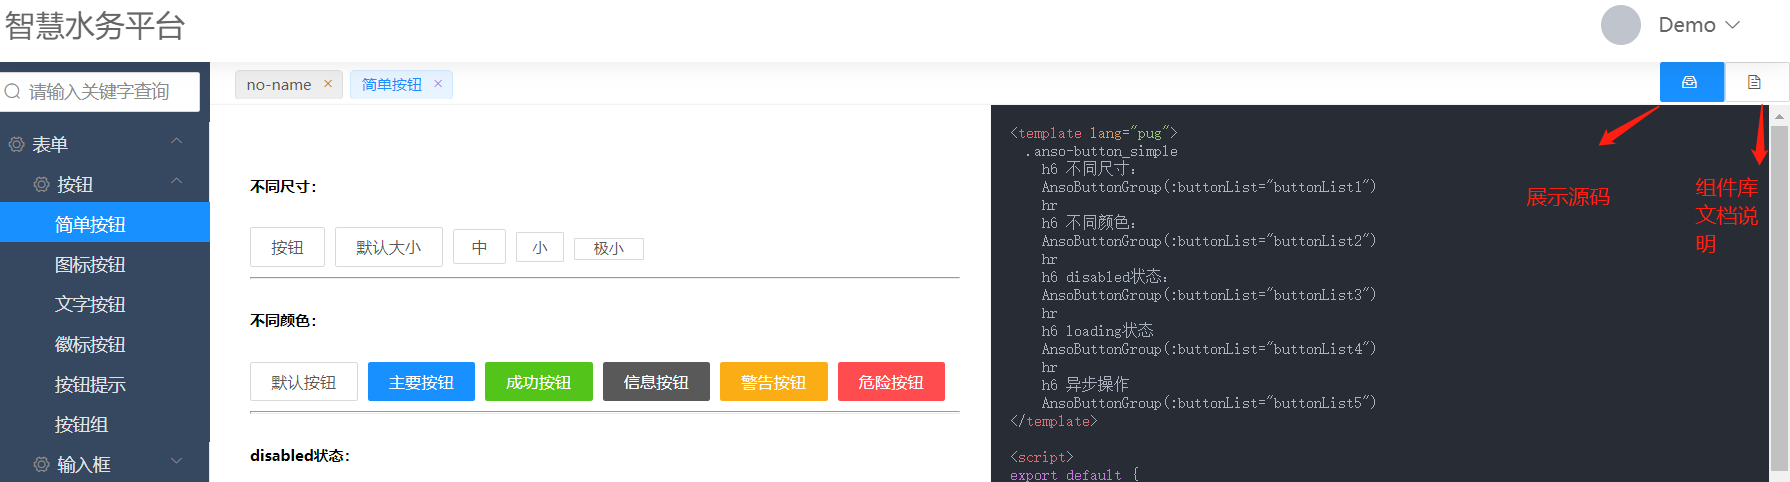 智慧水务平台
Demo
请输入关键字查询
no-name ×
简单按钮 ×
表单
按钮
简单按钮
图标按钮
文字按钮
徽标按钮
按钮提示
按钮组
输入框
不同尺寸：
按钮
默认大小
中
小
极小
不同颜色：
默认按钮
主要按钮
成功按钮
信息按钮
警告按钮
危险按钮
disabled状态：
<template lang="pug">
.anso-button_simple
h6 不同尺寸：
AnsoButtonGroup(:buttonList="buttonList1")
hr
h6 不同颜色：
AnsoButtonGroup(:buttonList="buttonList2")
hr
h6 disabled状态：
AnsoButtonGroup(:buttonList="buttonList3")
hr
h6 loading状态
AnsoButtonGroup(:buttonList="buttonList4")
hr
h6 异步操作
AnsoButtonGroup(:buttonList="buttonList5")
</template>
<script>
export default {
展示源码
组件库
文档说
明